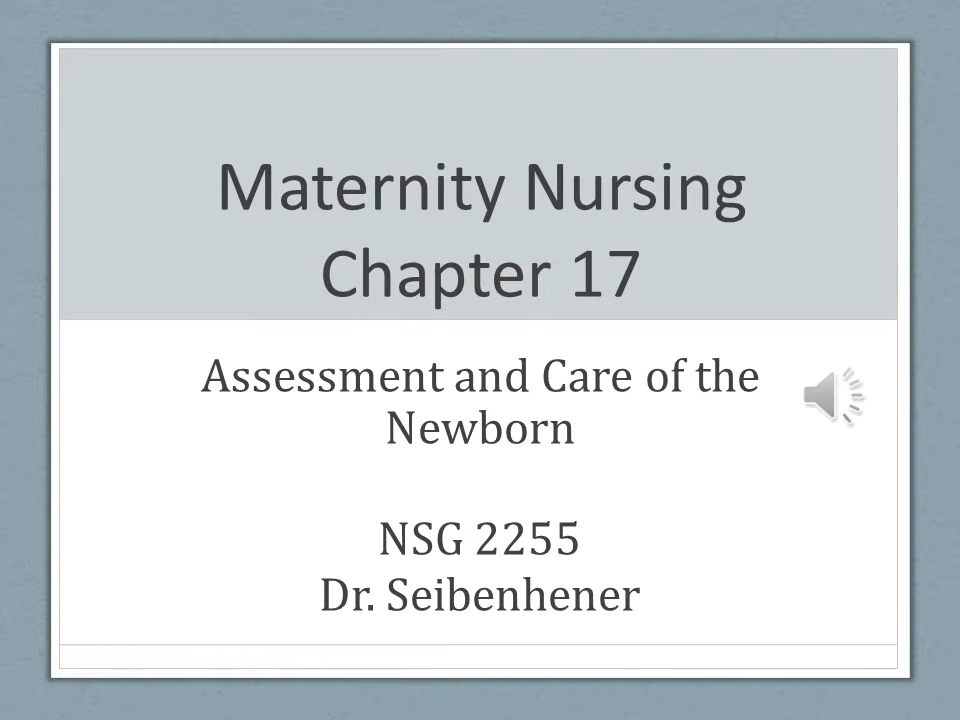 Maternity Nursing
Chapter 17
Assessment and Care of the
Newborn
NSG 2255
Dr. Seibenhener